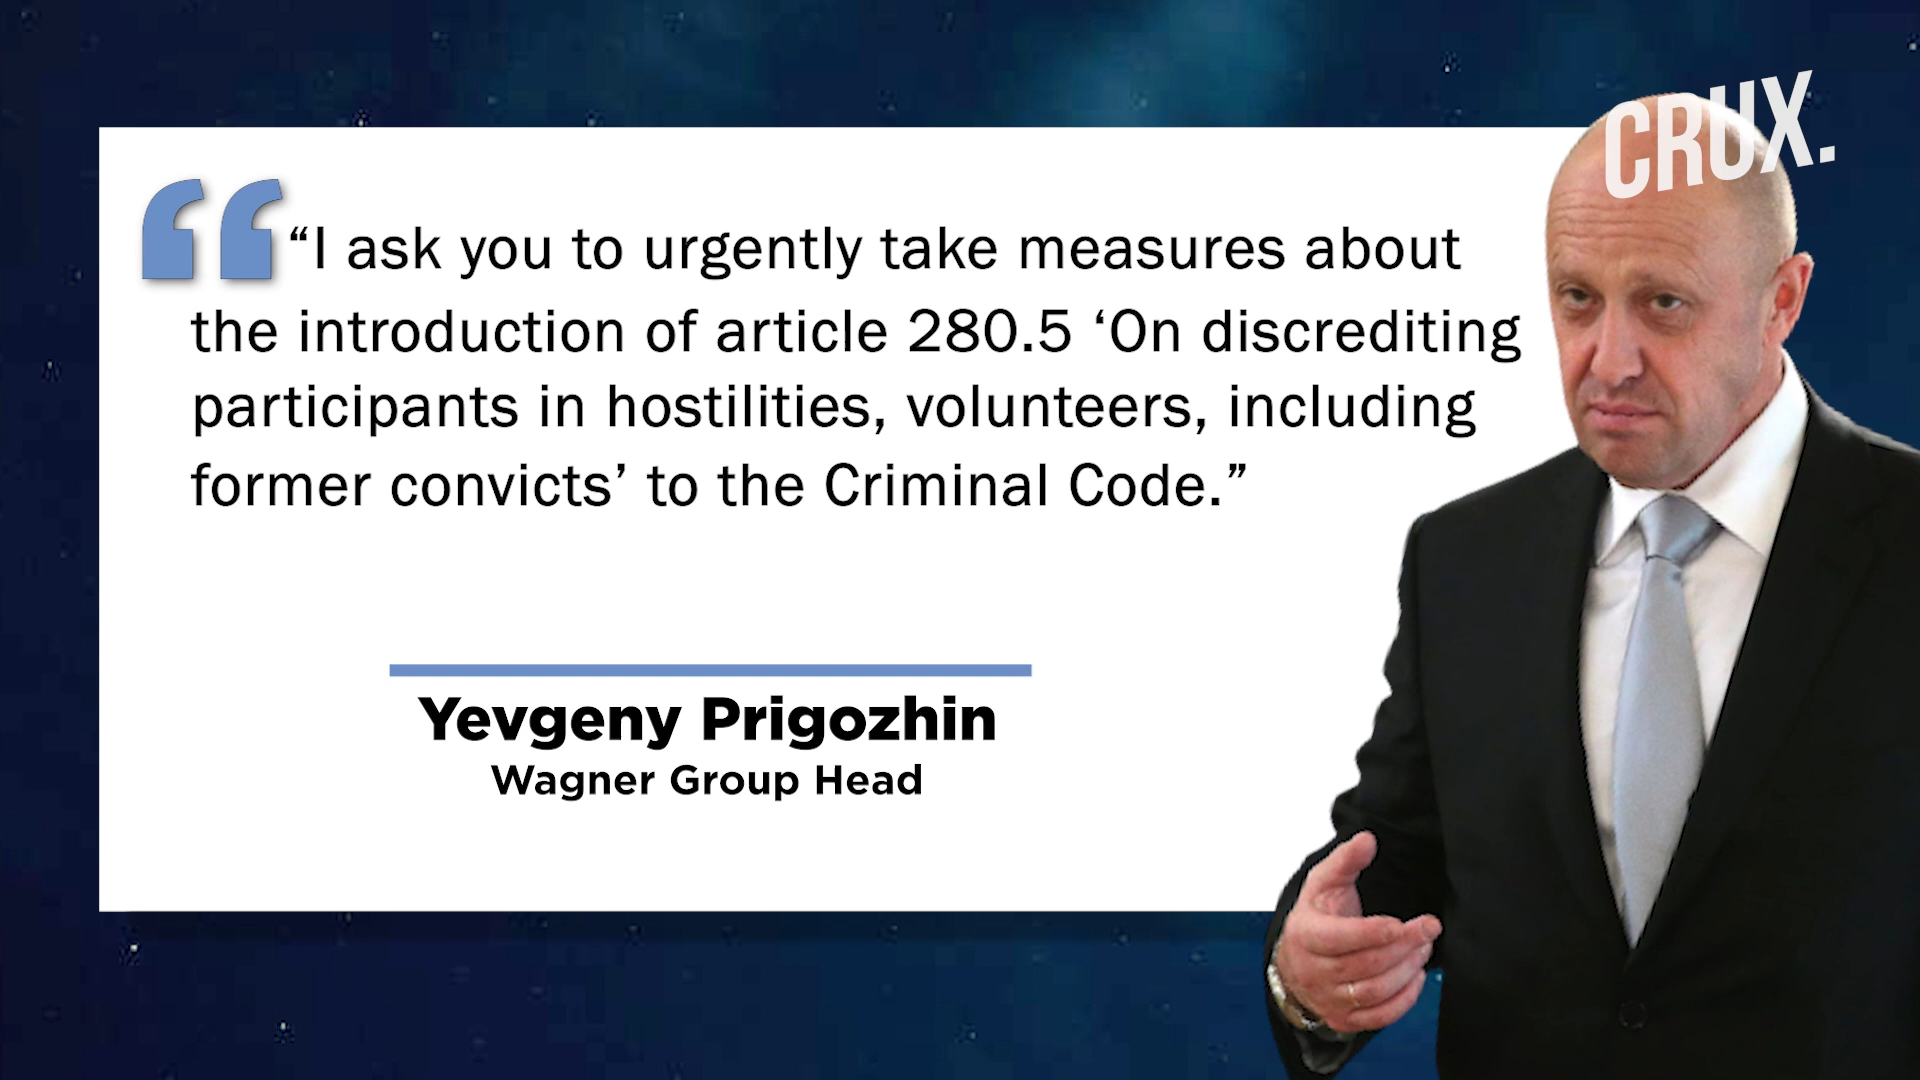 CRUX.
“I ask you to urgently take measures about
the introduction of article 280.5 ‘On discrediting
participants in hostilities, volunteers, including
former convicts’ to the Criminal Code.”
Yevgeny Prigozhin
Wagner Group Head